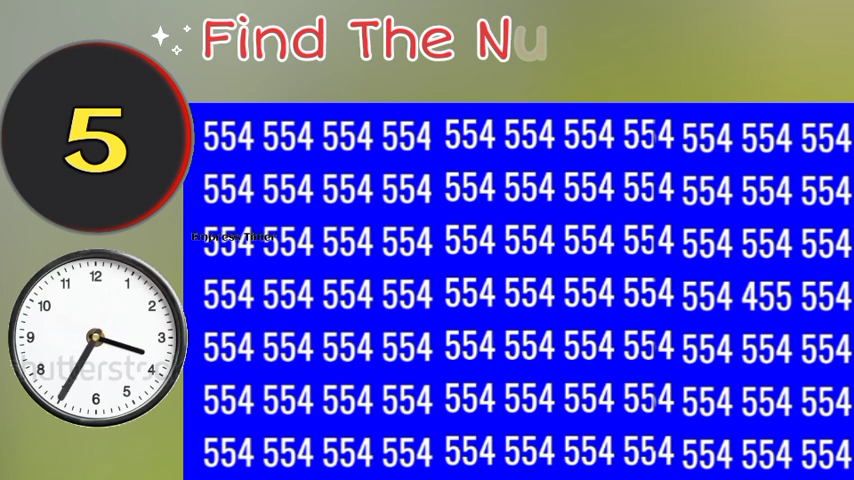 Find The Nu
5
554 554 554 554 554 554 554 554 554 554 554
554 554 554 554 554 554 554 554 554 554 554
Express Timer
554 554 554 554 554 554 554 554 554 554 554
554 554 554 554 554 554 554 554 554 455 554
554 554 554 554 554 554 554 554 554 554 554
554 554 554 554 554 554 554 554 554 554 554
554 554 554 554 554 554 554 554 554 554 554
12
11 1
10 2
9 3
8 4
5
6